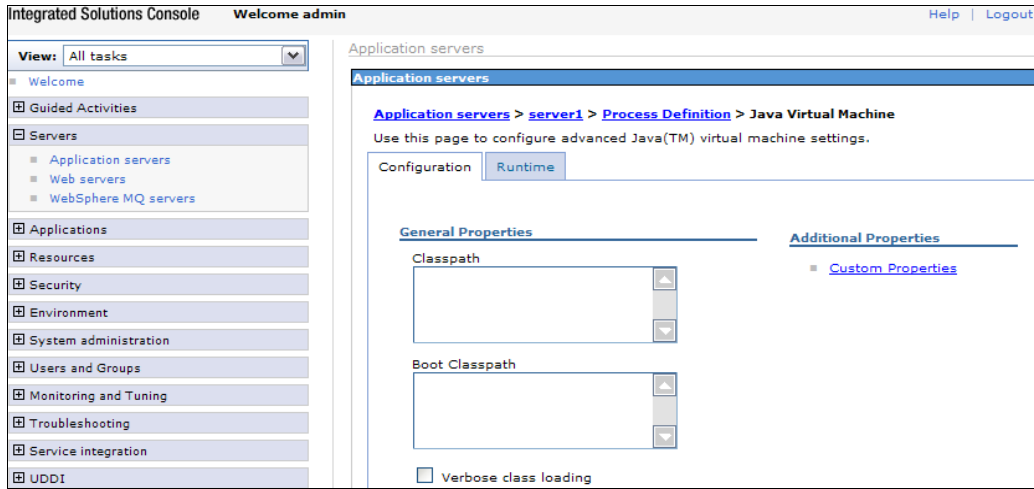 Integrated Solutions Console Welcome admin Help | Logout
View: All tasks
Welcome
Guided Activities
Servers
Application servers
Web servers
WebSphere MQ servers
Applications
Resources
Security
Environment
System administration
Users and Groups
Monitoring and Tuning
Troubleshooting
Service integration
UDDI
Application servers
Application servers
Application servers > server1 > Process Definition > Java Virtual Machine
Use this page to configure advanced Java(TM) virtual machine settings.
Configuration Runtime
General Properties
Classpath
Boot Classpath
Verbose class loading
Additional Properties
Custom Properties